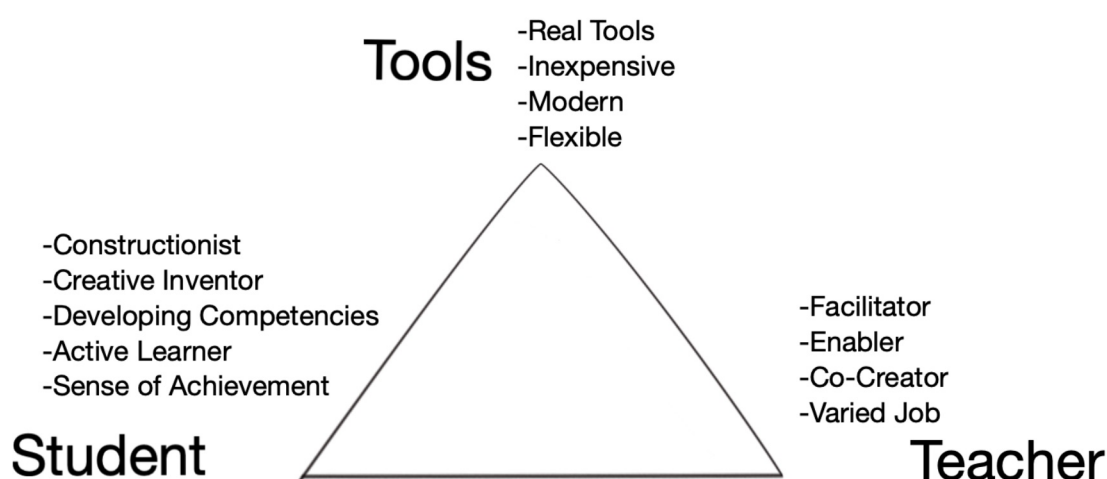 Tools
-Real Tools
-Inexpensive
-Modern
-Flexible
-Constructionist
-Creative Inventor
-Developing Competencies
-Active Learner
-Sense of Achievement
Student
-Facilitator
-Enabler
-Co-Creator
-Varied Job
Teacher